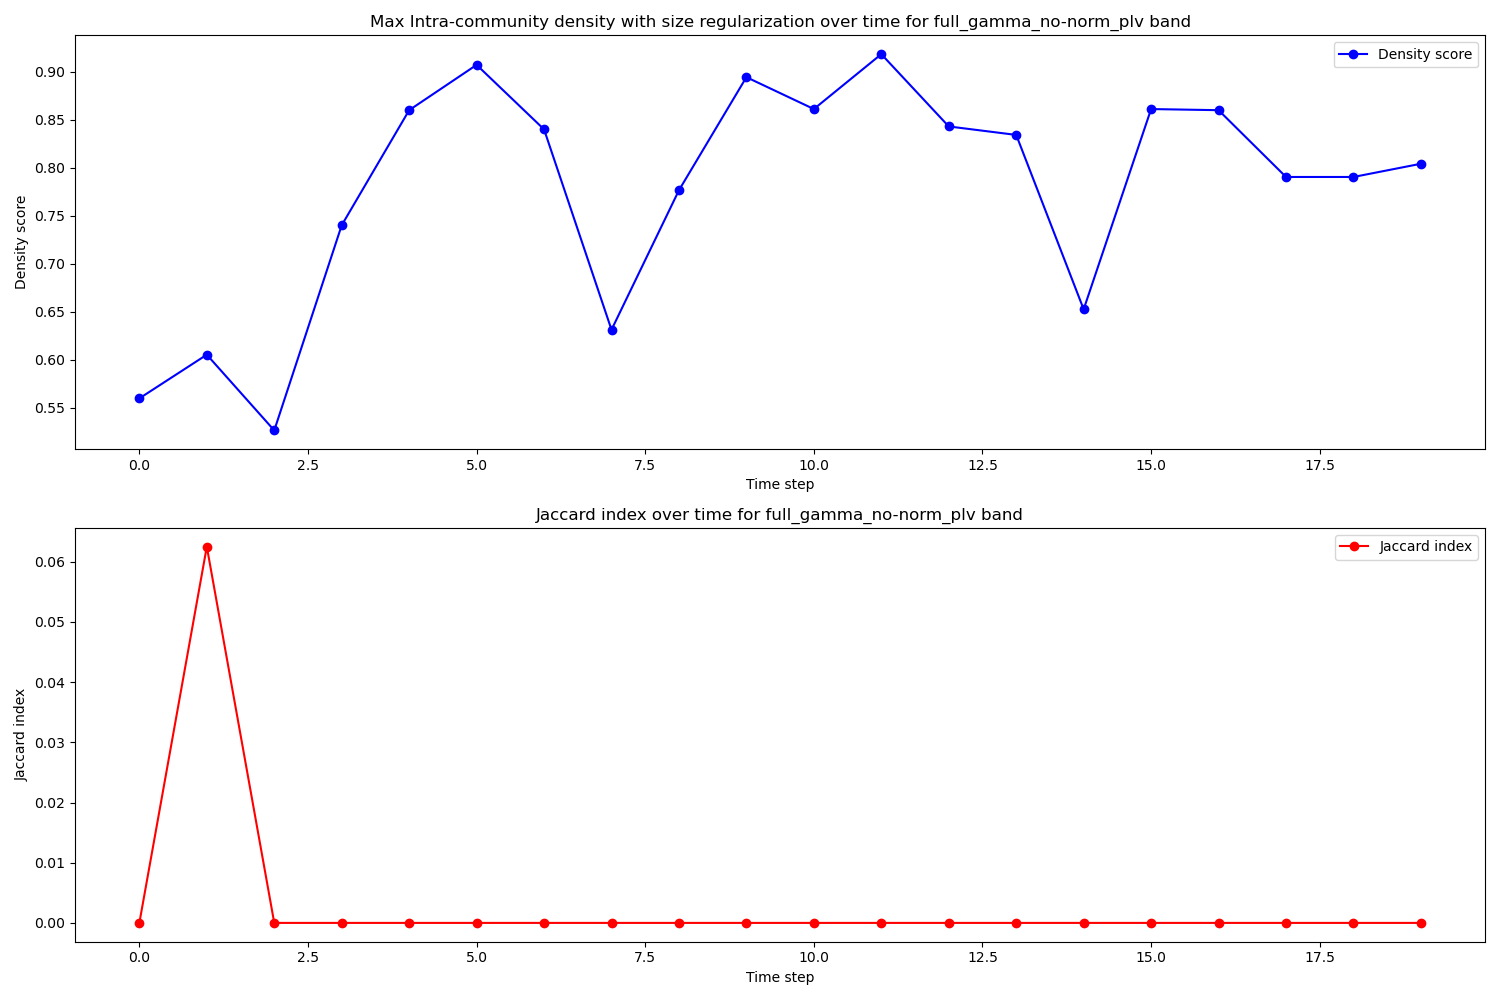 Max Intra-community density with size regularization over time for full_gamma_no-norm_plv band
Density score
0.90
0.85
0.80
0.75
0.70
0.65
0.60
0.55
Density score
0.0 2.5 5.0 7.5 10.0 12.5 15.0 17.5
Time step
Jaccard index over time for full_gamma_no-norm_plv band
Jaccard index
0.06
0.05
0.04
0.03
0.02
0.01
0.00
Jaccard index
0.0 2.5 5.0 7.5 10.0 12.5 15.0 17.5
Time step